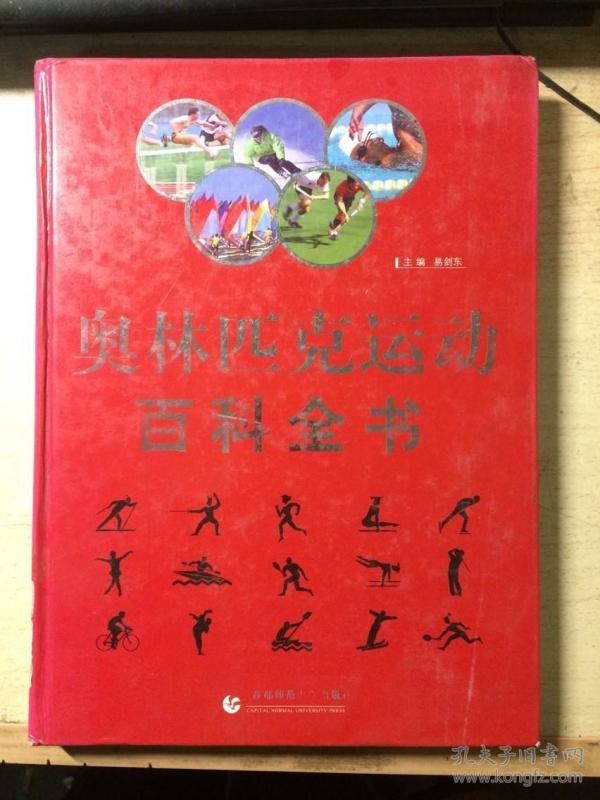 主编 易剑东
奥林匹克运动
百科全书
首都师范大学出版社
CAPITAL NORMAL UNIVERSITY PRESS
孔夫子旧书网
www.kongfz.com